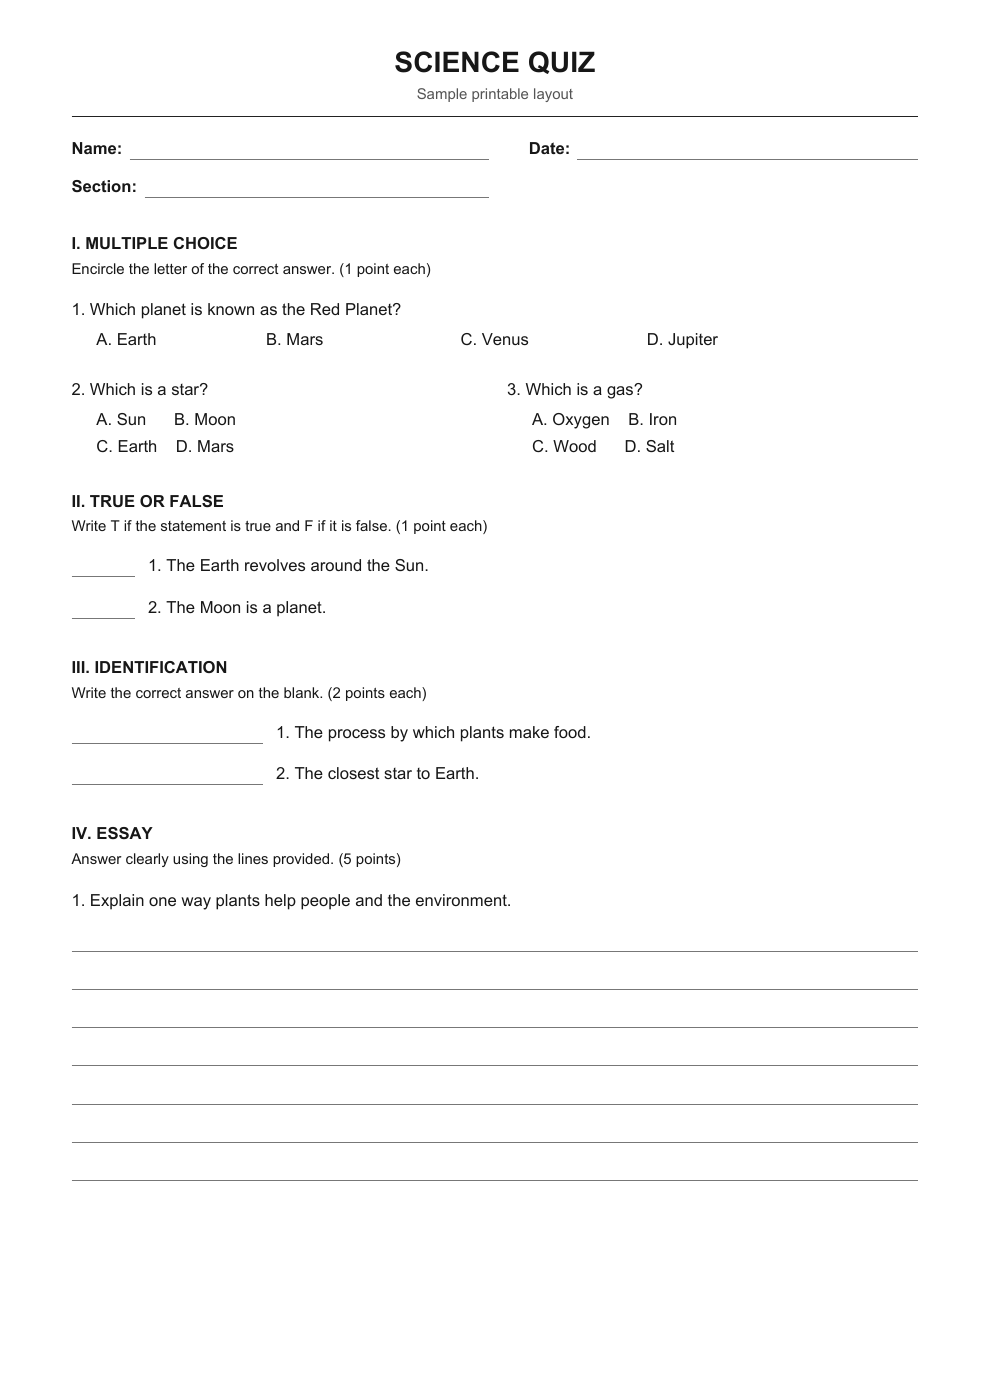 SCIENCE QUIZ
Sample printable layout
Name: Date:
Section:
I. MULTIPLE CHOICE
Encircle the letter of the correct answer. (1 point each)
1. Which planet is known as the Red Planet?
A. Earth B. Mars C. Venus D. Jupiter
2. Which is a star?
A. Sun B. Moon
C. Earth D. Mars
3. Which is a gas?
A. Oxygen B. Iron
C. Wood D. Salt
II. TRUE OR FALSE
Write T if the statement is true and F if it is false. (1 point each)
1. The Earth revolves around the Sun.
2. The Moon is a planet.
III. IDENTIFICATION
Write the correct answer on the blank. (2 points each)
1. The process by which plants make food.
2. The closest star to Earth.
IV. ESSAY
Answer clearly using the lines provided. (5 points)
1. Explain one way plants help people and the environment.